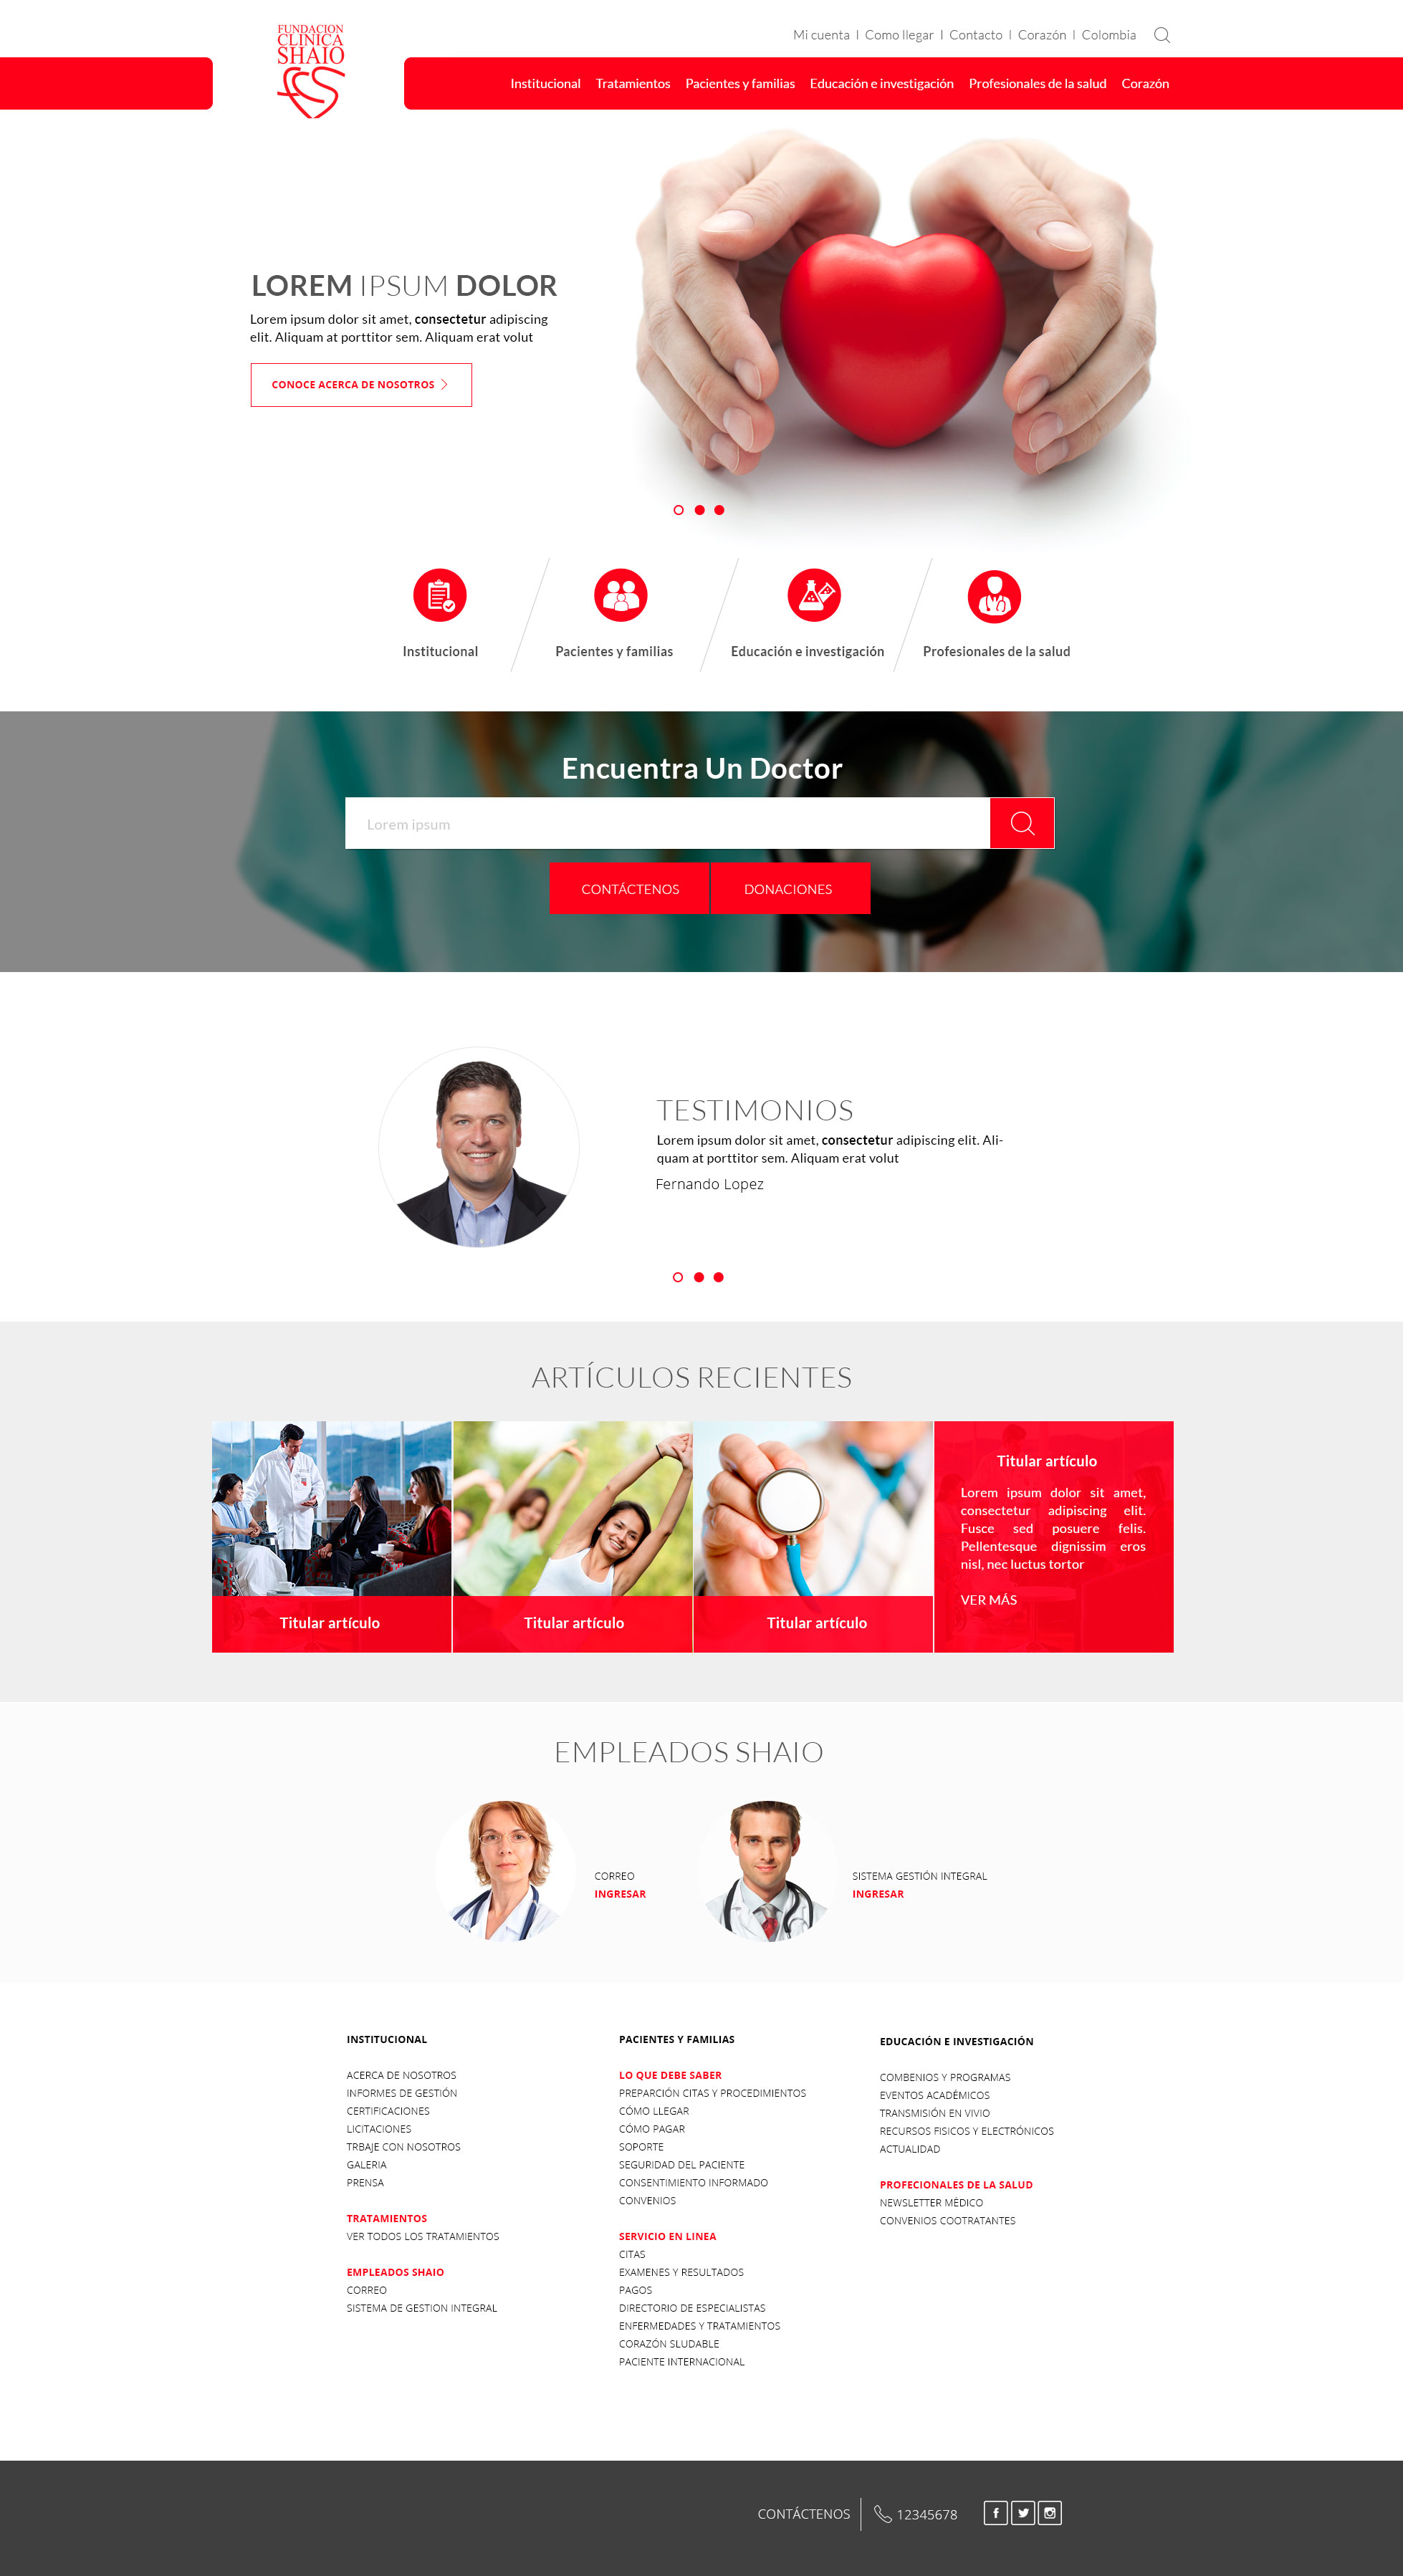 FUNDACION
CLINICA
SHAIO
Mi cuenta | Como llegar | Contacto | Corazón | Colombia
Institucional Tratamientos Pacientes y familias Educación e investigación Profesionales de la salud Corazón
LOREM IPSUM DOLOR
Lorem ipsum dolor sit amet, consectetur adipiscing
elit. Aliquam at porttitor sem. Aliquam erat volut
CONOCE ACERCA DE NOSOTROS
Institucional
Pacientes y familias
Educación e investigación
Profesionales de la salud
Encuentra Un Doctor
Lorem ipsum
CONTÁCTENOS
DONACIONES
TESTIMONIOS
Lorem ipsum dolor sit amet, consectetur adipiscing elit. Ali-
quam at porttitor sem. Aliquam erat volut
Fernando Lopez
ARTÍCULOS RECIENTES
Titular artículo
Titular artículo
Titular artículo
Titular artículo
Lorem ipsum dolor sit amet,
consectetur adipiscing elit.
Fusce sed posuere felis.
Pellentesque dignissim eros
nisl, nec luctus tortor
VER MÁS
EMPLEADOS SHAIO
CORREO
INGRESAR
SISTEMA GESTIÓN INTEGRAL
INGRESAR
INSTITUCIONAL
ACERCA DE NOSOTROS
INFORMES DE GESTIÓN
CERTIFICACIONES
LICITACIONES
TRBAJE CON NOSOTROS
GALERIA
PRENSA
TRATAMIENTOS
VER TODOS LOS TRATAMIENTOS
EMPLEADOS SHAIO
CORREO
SISTEMA DE GESTION INTEGRAL
PACIENTES Y FAMILIAS
LO QUE DEBE SABER
PREPARCIÓN CITAS Y PROCEDIMIENTOS
CÓMO LLEGAR
CÓMO PAGAR
SOPORTE
SEGURIDAD DEL PACIENTE
CONSENTIMIENTO INFORMADO
CONVENIOS
SERVICIO EN LINEA
CITAS
EXAMENES Y RESULTADOS
PAGOS
DIRECTORIO DE ESPECIALISTAS
ENFERMEDADES Y TRATAMIENTOS
CORAZÓN SLUDABLE
PACIENTE INTERNACIONAL
EDUCACIÓN E INVESTIGACIÓN
COMBENIOS Y PROGRAMAS
EVENTOS ACADÉMICOS
TRANSMISIÓN EN VIVIO
RECURSOS FISICOS Y ELECTRÓNICOS
ACTUALIDAD
PROFECIONALES DE LA SALUD
NEWSLETTER MÉDICO
CONVENIOS COOTRATANTES
CONTÁCTENOS
12345678